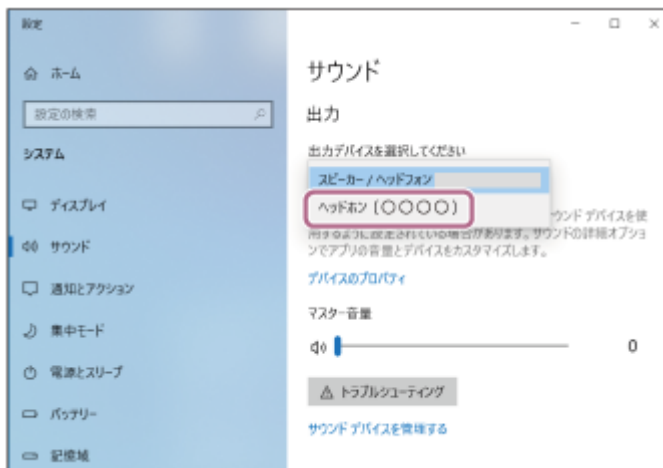 設定
ホーム
設定の検索
システム
ディスプレイ
サウンド
通知とアクション
集中モード
電源とスリープ
バッテリー
記憶域
サウンド
出力
出力デバイスを選択してください
スピーカー / ヘッドフォン
ヘッドホン (○○○○)
ウンド デバイスを使
用するように設定されている場合があります。サウンドの詳細オプショ
ンでアプリの音量とデバイスをカスタマイズします。
デバイスのプロパティ
マスター音量
0
トラブルシューティング
サウンド デバイスを管理する